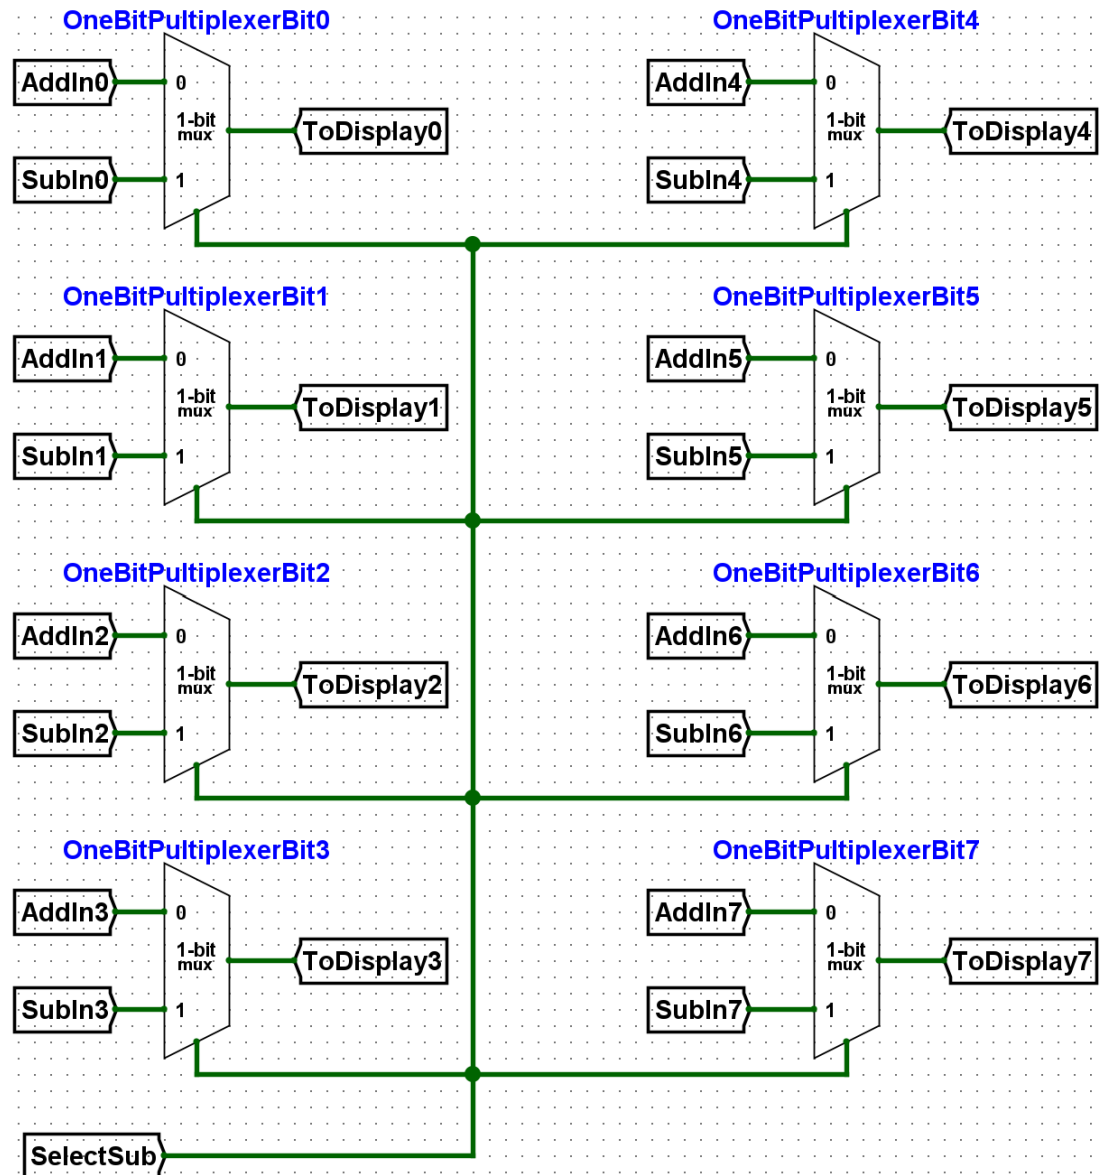 OneBitPultiplexerBit0
AddIn0
0
1-bit
mux
ToDisplay0
SubIn0
1
OneBitPultiplexerBit4
AddIn4
0
1-bit
mux
ToDisplay4
SubIn4
1
OneBitPultiplexerBit1
AddIn1
0
1-bit
mux
ToDisplay1
SubIn1
1
OneBitPultiplexerBit5
AddIn5
0
1-bit
mux
ToDisplay5
SubIn5
1
OneBitPultiplexerBit2
AddIn2
0
1-bit
mux
ToDisplay2
SubIn2
1
OneBitPultiplexerBit6
AddIn6
0
1-bit
mux
ToDisplay6
SubIn6
1
OneBitPultiplexerBit3
AddIn3
0
1-bit
mux
ToDisplay3
SubIn3
1
OneBitPultiplexerBit7
AddIn7
0
1-bit
mux
ToDisplay7
SubIn7
1
SelectSub